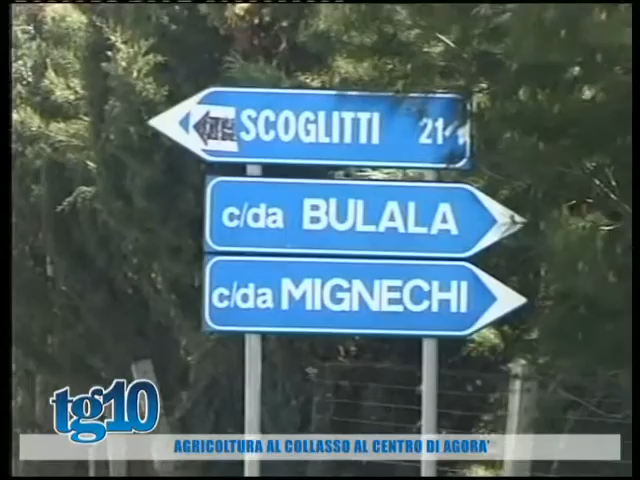 SCOGLITTI 21
c/da BULALA
c/da MIGNECHI
tg10
AGRICOLTURA AL COLLASSO AL CENTRO DI AGORA'